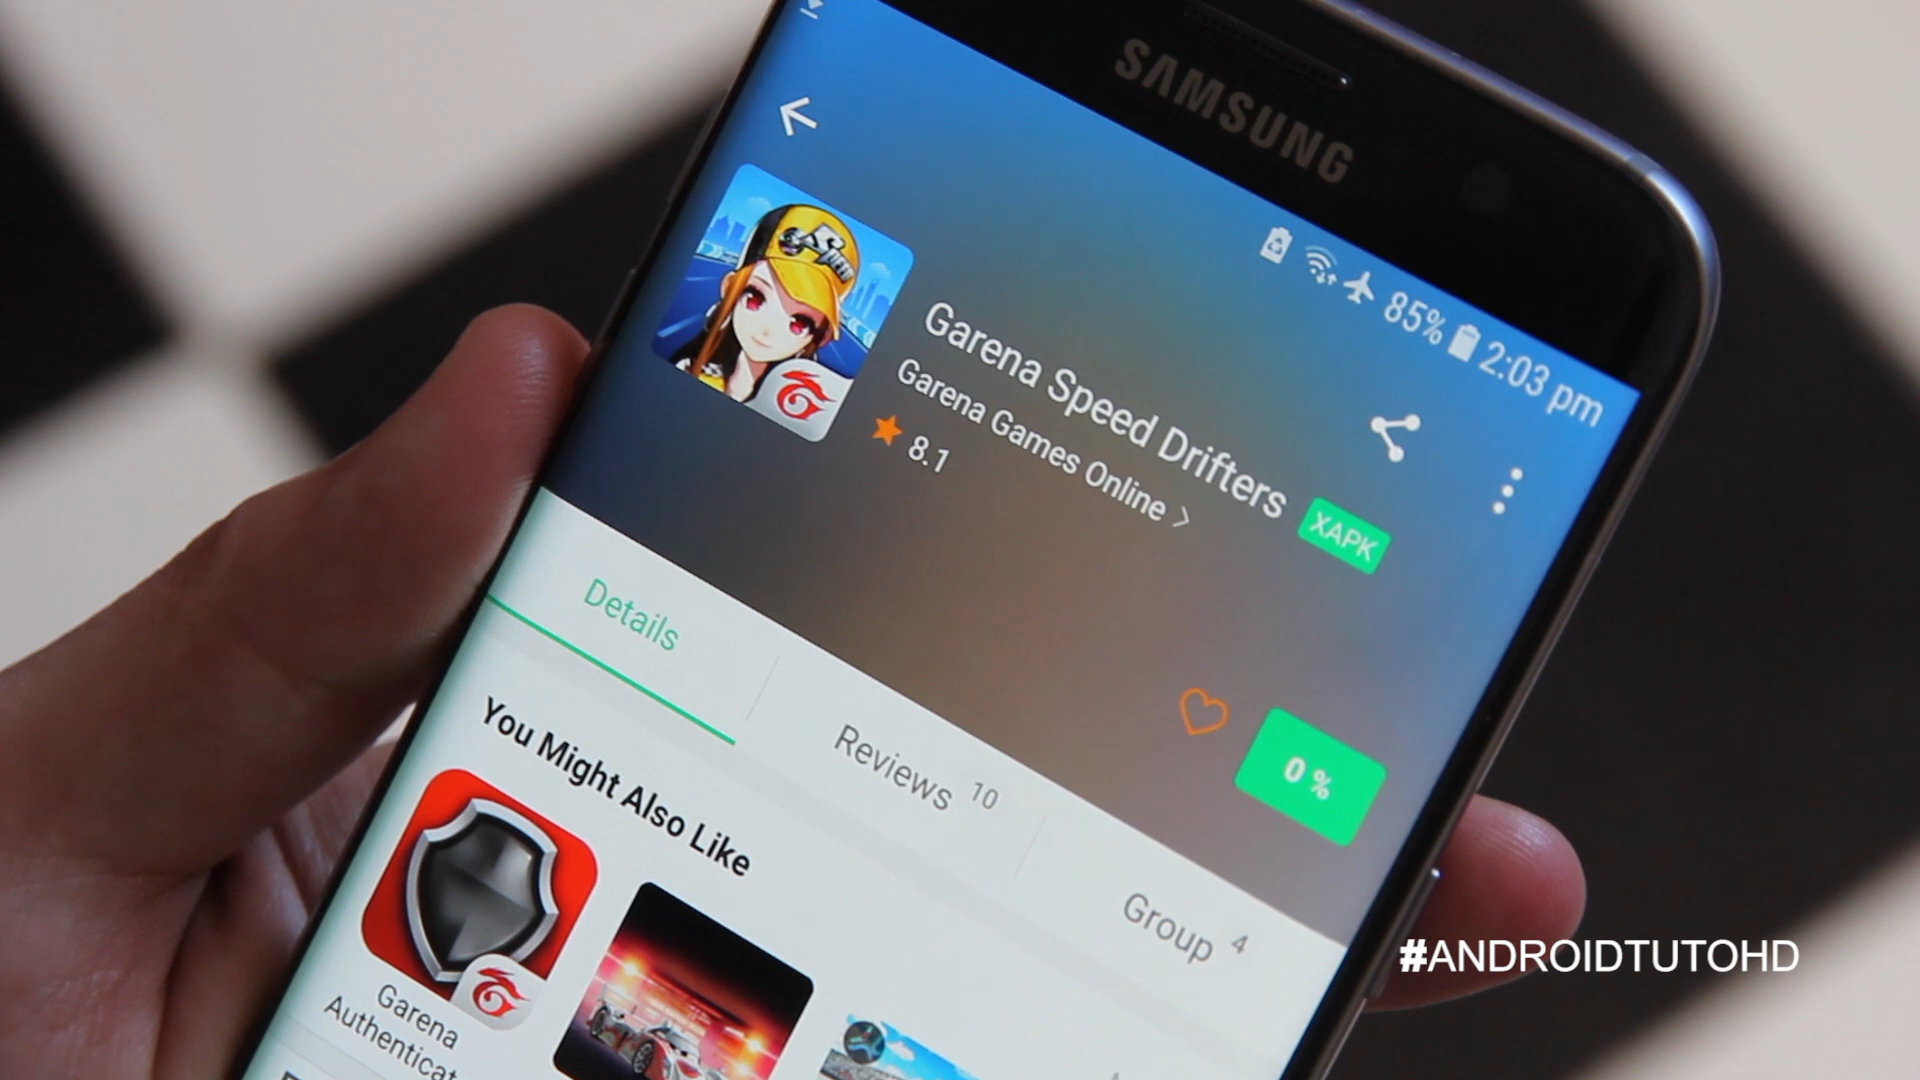 SAMSUNG
85% 2:03 pm
Speed
Garena Speed Drifters
Garena Games Online
XAPK
8.1
0 %
Details
Reviews 10
Group 4
You Might Also Like
Garena
#ANDROIDTUTOHD